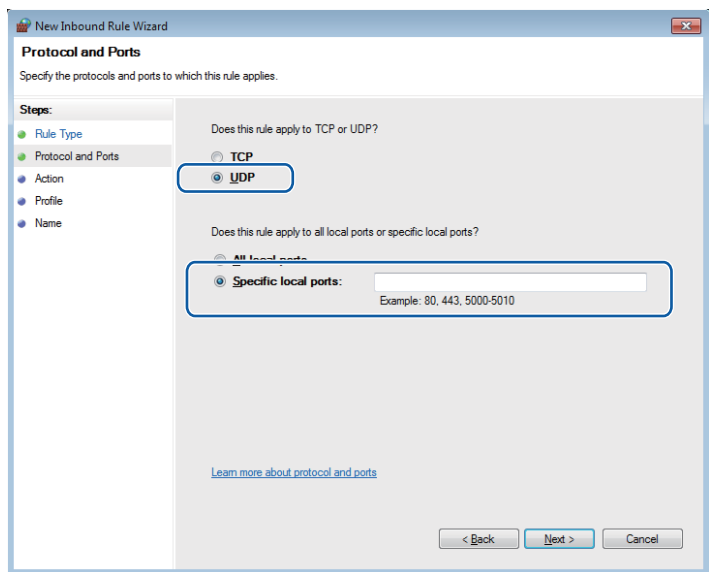 New Inbound Rule Wizard
Protocol and Ports
Specify the protocols and ports to which this rule applies.
Steps:
Rule Type
Protocol and Ports
Action
Profile
Name
Does this rule apply to TCP or UDP?
TCP
UDP
Does this rule apply to all local ports or specific local ports?
All local ports
Specific local ports:
Example: 80, 443, 5000-5010
Learn more about protocol and ports
< Back
Next >
Cancel